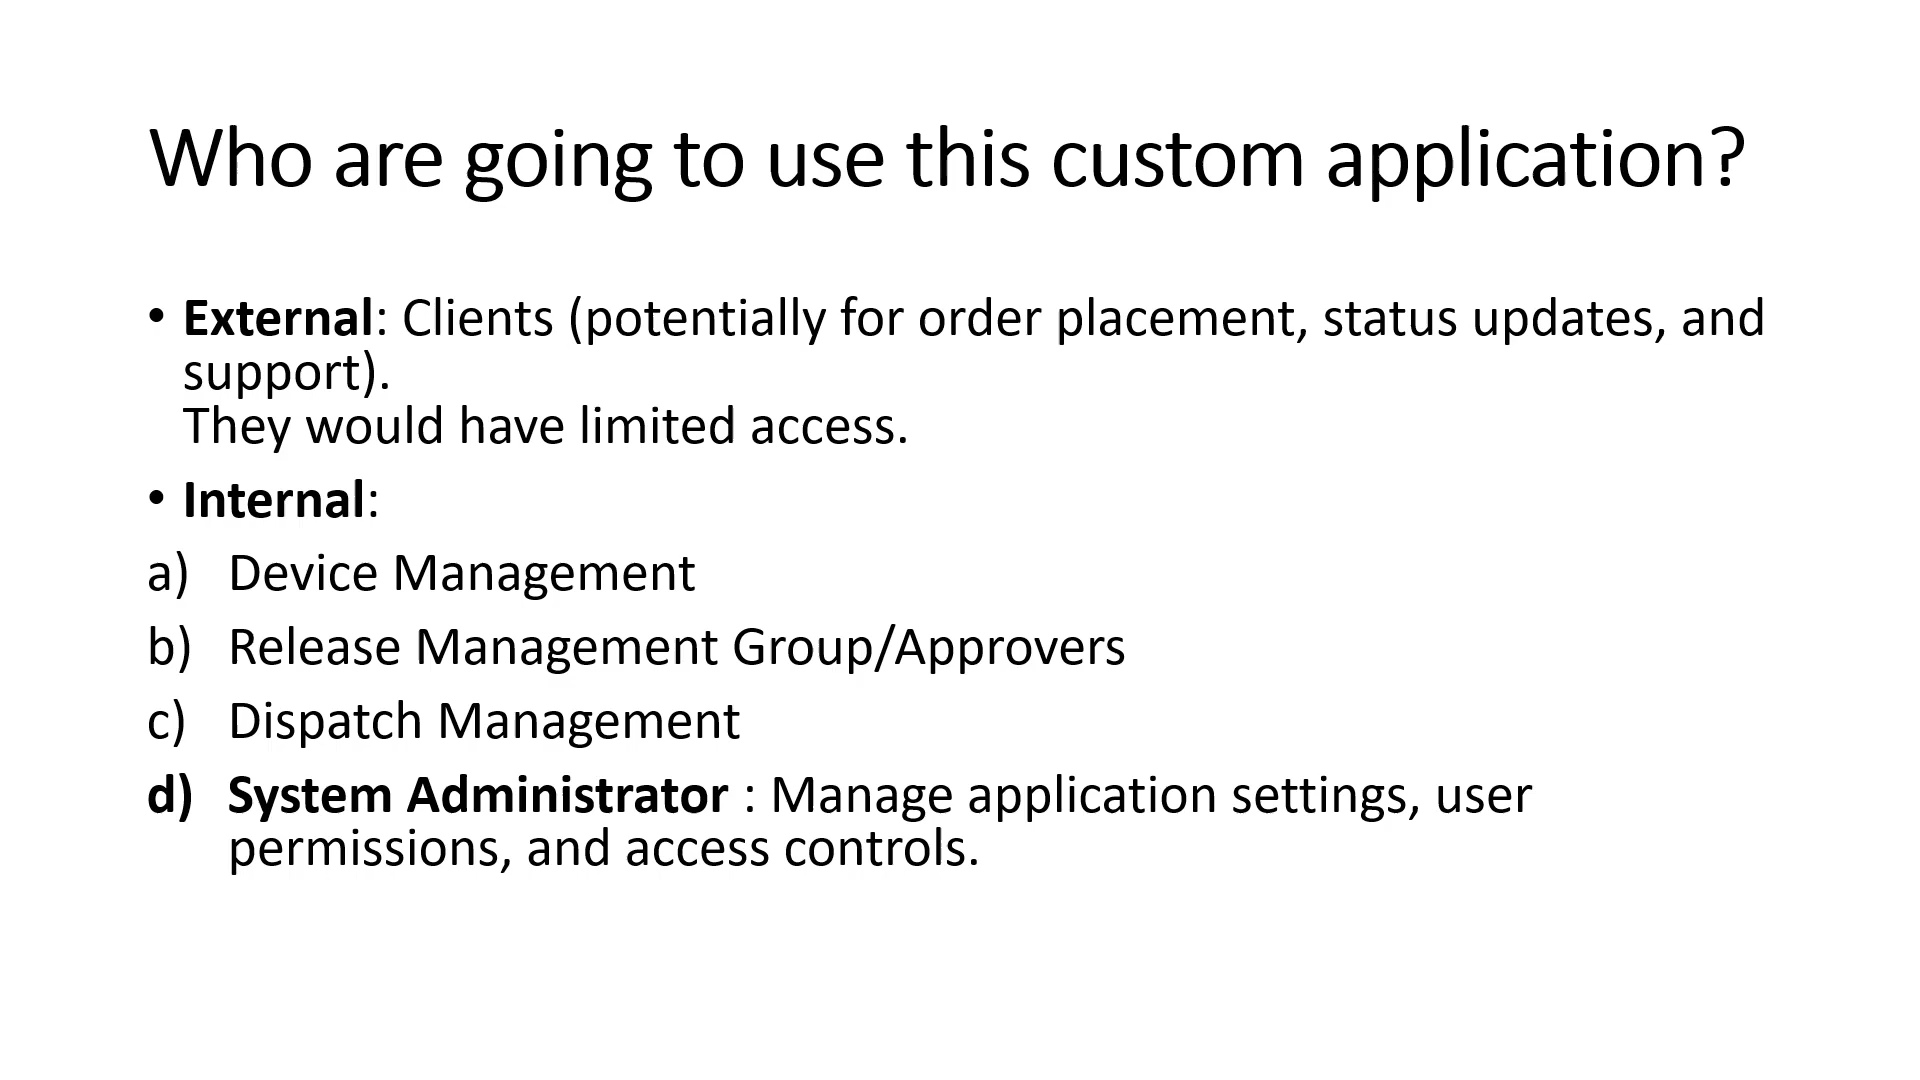 Who are going to use this custom application?
• External: Clients (potentially for order placement, status updates, and
support).
They would have limited access.
• Internal:
a) Device Management
b) Release Management Group/Approvers
c) Dispatch Management
d) System Administrator : Manage application settings, user
permissions, and access controls.